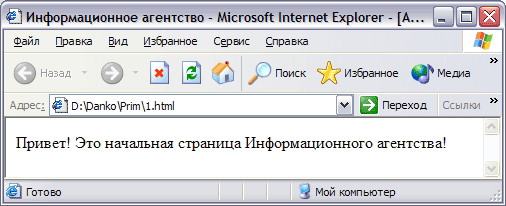 Информационное агентство - Microsoft Internet Explorer - [А...
Файл Правка Вид Избранное Сервис Справка
Назад Поиск Избранное Медиа »
Адрес: D:\Danko\Prim\1.html Переход Ссылки »
Привет! Это начальная страница Информационного агентства!
Готово Мой компьютер